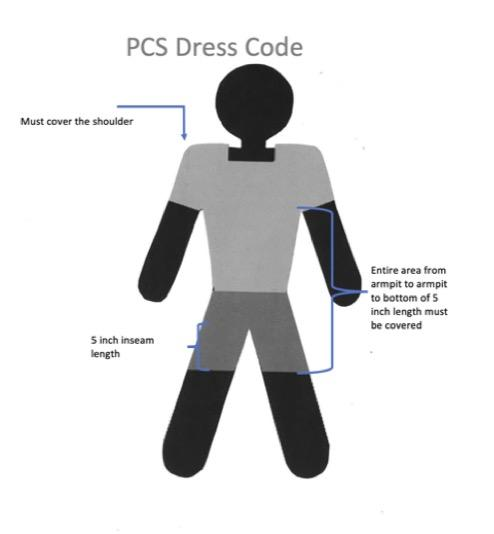 PCS Dress Code
Must cover the shoulder
Entire area from
armpit to armpit
to bottom of 5
inch length must
be covered
5 inch inseam
length